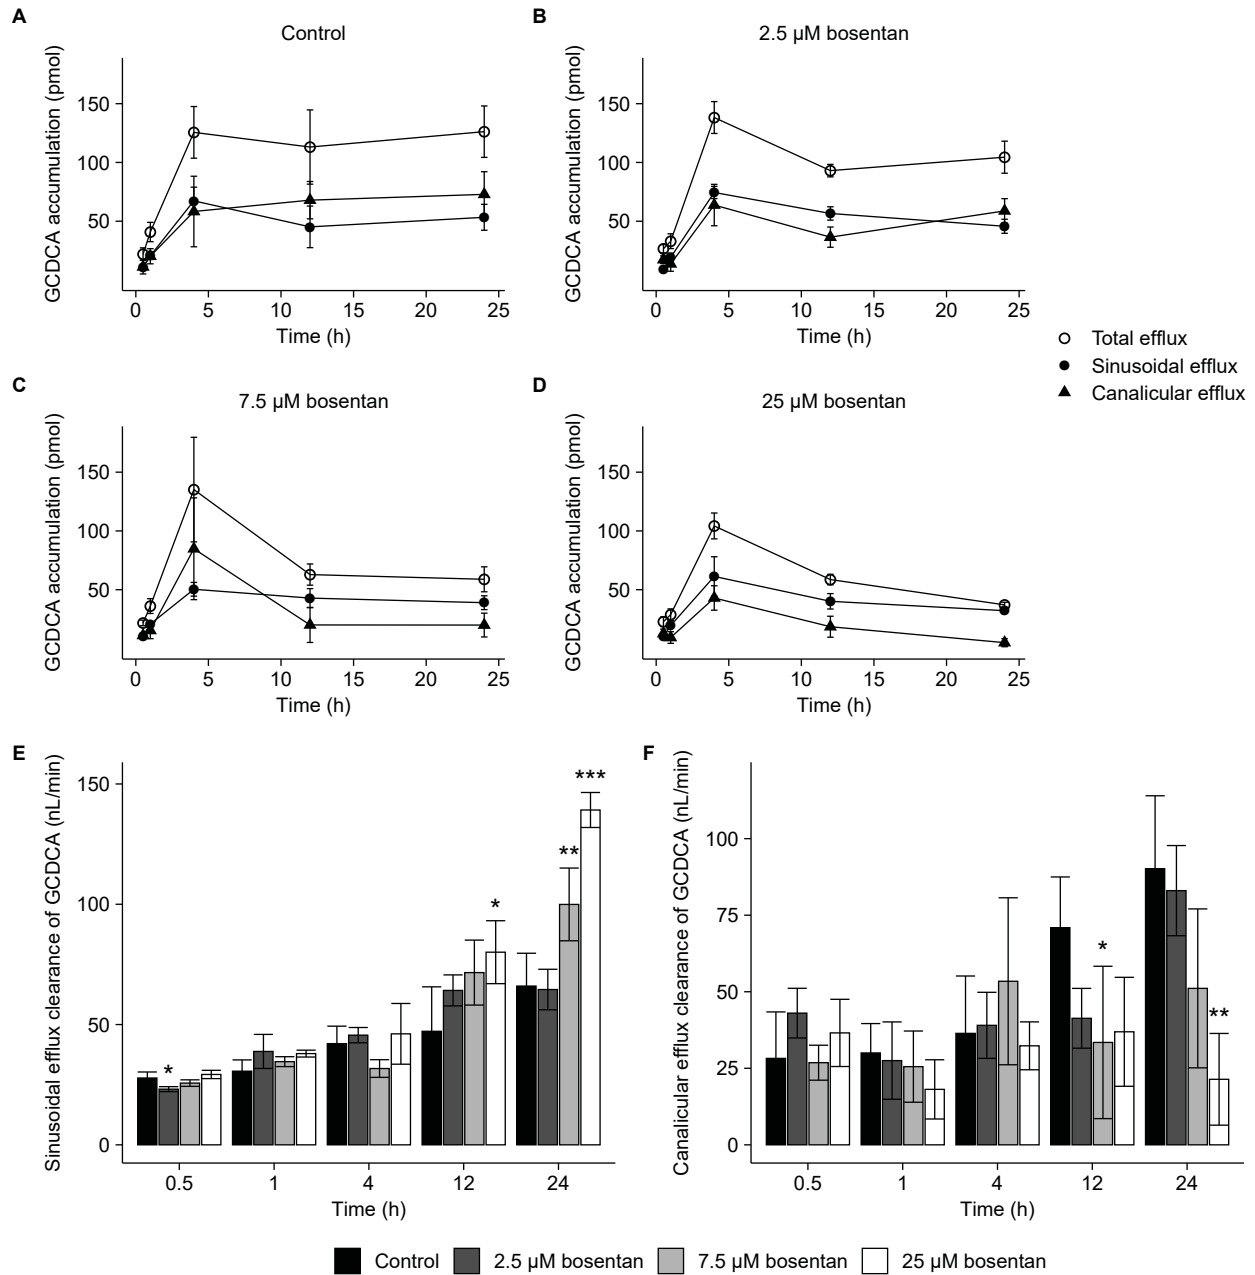 A
Control
GCDCA accumulation (pmol)
150
100
50
0 5 10 15 20 25
Time (h)
B
2.5 µM bosentan
GCDCA accumulation (pmol)
150
100
50
0 5 10 15 20 25
Time (h)
Total efflux
Sinusoidal efflux
Canalicular efflux
C
7.5 µM bosentan
GCDCA accumulation (pmol)
150
100
50
0 5 10 15 20 25
Time (h)
D
25 µM bosentan
GCDCA accumulation (pmol)
150
100
50
0 5 10 15 20 25
Time (h)
E
Sinusoidal efflux clearance of GCDCA (nL/min)
150
100
50
0
*
*
**
***
0.5 1 4 12 24
Time (h)
F
Canalicular efflux clearance of GCDCA (nL/min)
100
75
50
25
0
*
**
0.5 1 4 12 24
Time (h)
Control 2.5 µM bosentan 7.5 µM bosentan 25 µM bosentan